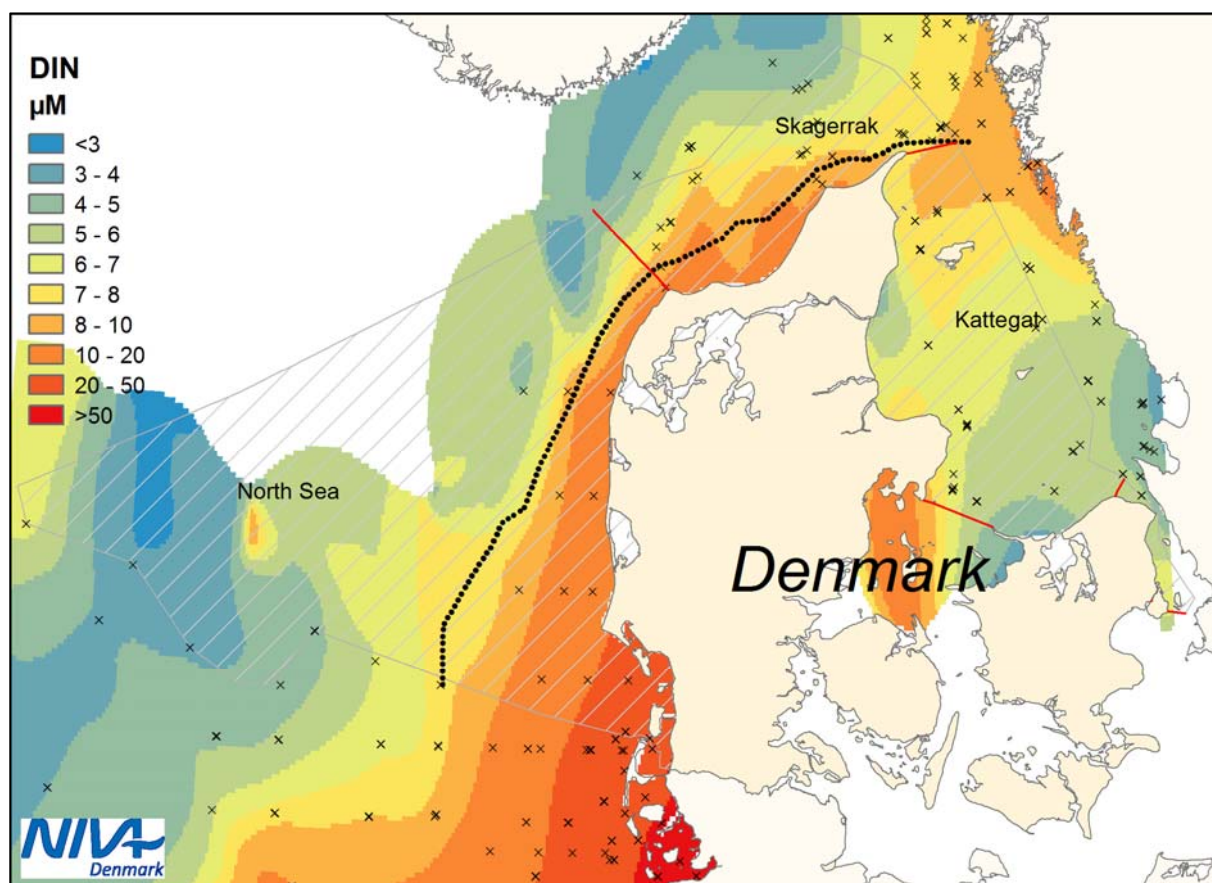 DIN
µM
<3
3 - 4
4 - 5
5 - 6
6 - 7
7 - 8
8 - 10
10 - 20
20 - 50
>50
Skagerrak
Kattegat
North Sea
Denmark
NIVA
Denmark